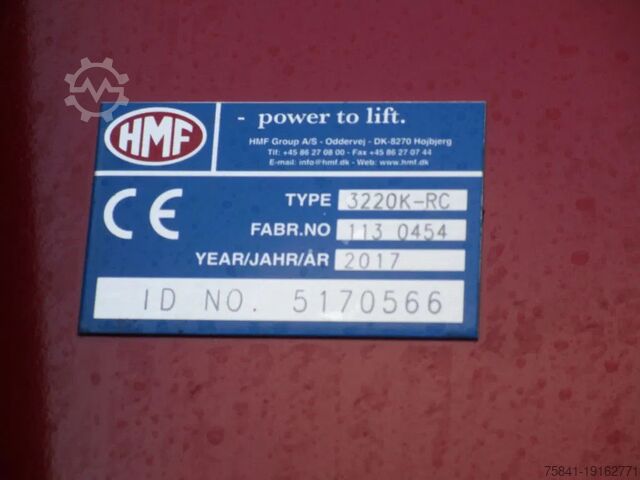 HMF
- power to lift.
HMF Group A/S - Oddervej - DK-8270 Højbjerg
Tlf: +45 86 27 08 00 - Fax +45 86 27 07 44
E-mail: info@hmf.dk - Web: www.hmf.dk
CE
TYPE 3220K-RC
FABR.NO 113 0454
YEAR/JAHR/ÅR 2017
ID NO. 5170566
75841-19162771